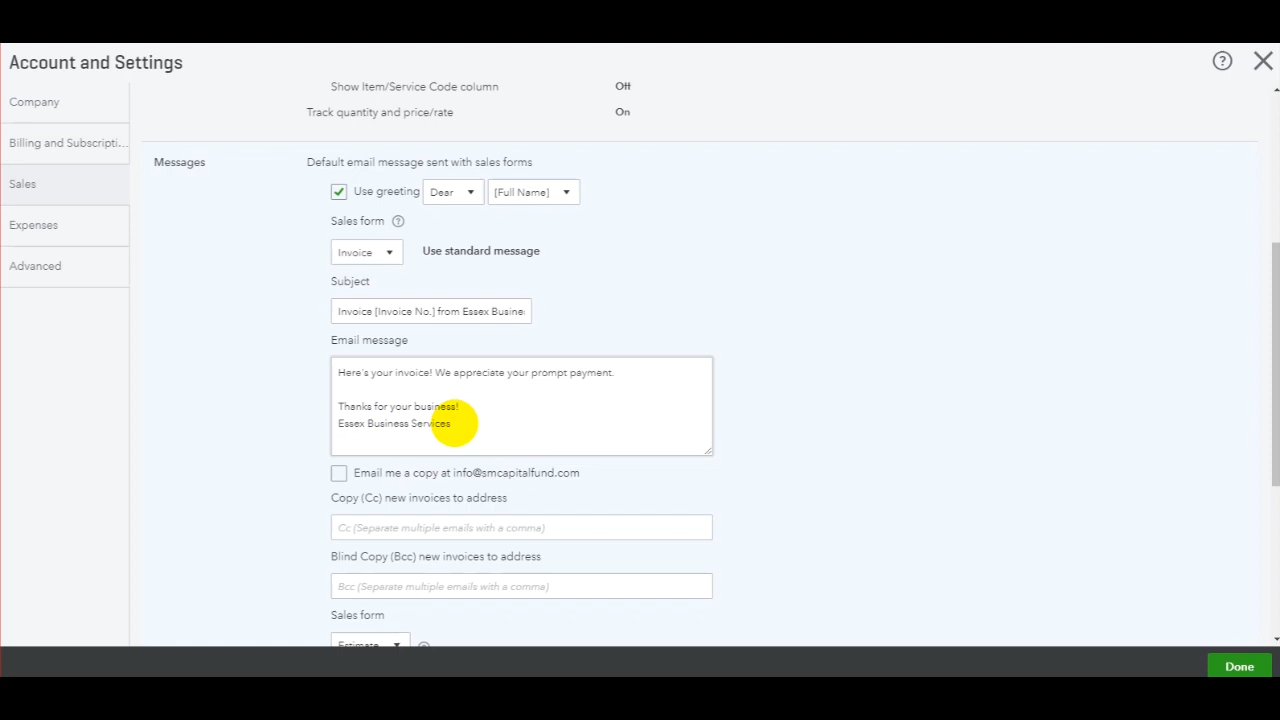 Account and Settings
?
Company
Billing and Subscripti...
Sales
Expenses
Advanced
Show Item/Service Code column Off
Track quantity and price/rate On
Messages
Default email message sent with sales forms
Use greeting Dear [Full Name]
Sales form ?
Invoice Use standard message
Subject
Invoice [Invoice No.] from Essex Busine
Email message
Here's your invoice! We appreciate your prompt payment.
Thanks for your business!
Essex Business Services
Email me a copy at info@smcapitalfund.com
Copy (Cc) new invoices to address
Cc (Separate multiple emails with a comma)
Blind Copy (Bcc) new invoices to address
Bcc (Separate multiple emails with a comma)
Sales form
Estimate
Done